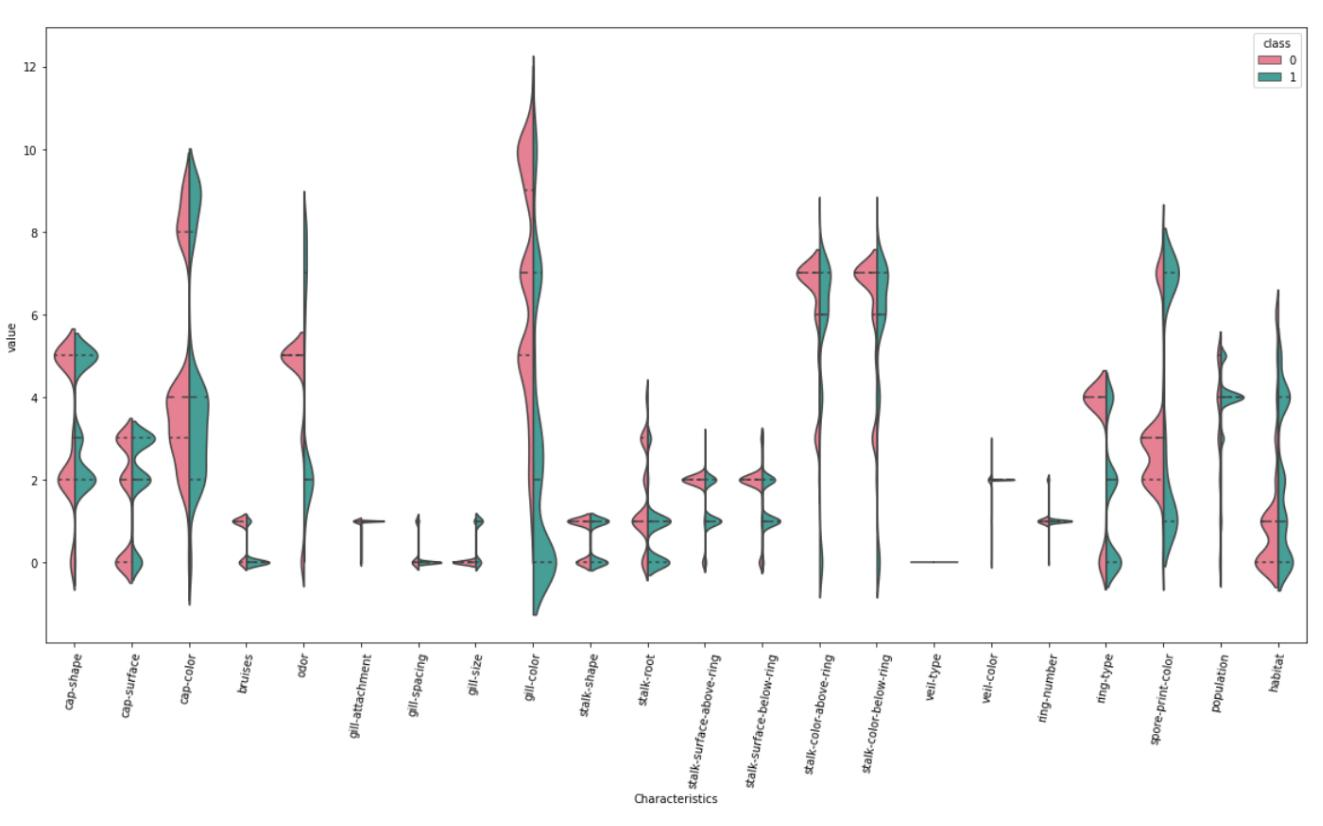 class
0
1
12
10
8
6
4
2
0
value
cap-shape
cap-surface
cap-color
bruises
odor
gill-attachment
gill-spacing
gill-size
gill-color
stalk-shape
stalk-root
stalk-surface-above-ring
stalk-surface-below-ring
stalk-color-above-ring
stalk-color-below-ring
veil-type
veil-color
ring-number
ring-type
spore-print-color
population
habitat
Characteristics